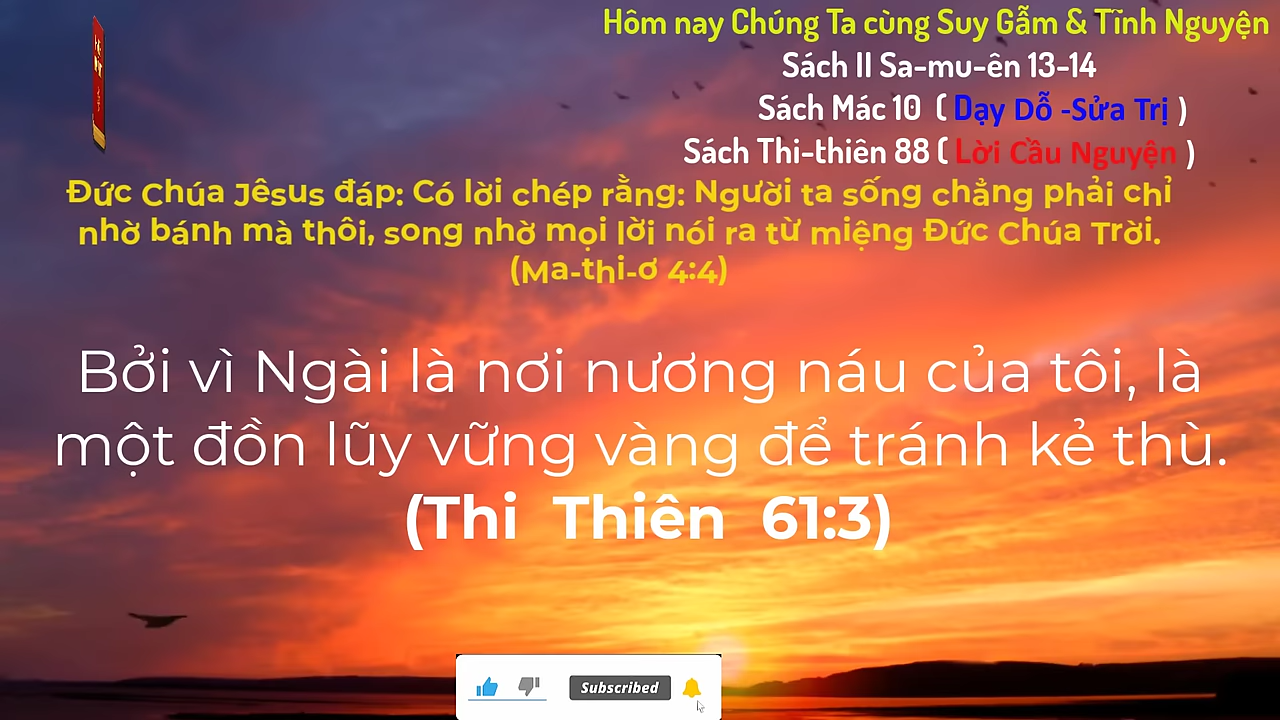 Hôm nay Chúng Ta cùng Suy Gẫm & Tĩnh Nguyện
Sách II Sa-mu-ên 13-14
Sách Mác 10 ( Dạy Dỗ -Sửa Trị )
Sách Thi-thiên 88 ( Lời Cầu Nguyện )
Đức Chúa Jêsus đáp: Có lời chép rằng: Người ta sống chẳng phải chỉ
nhờ bánh mà thôi, song nhờ mọi lời nói ra từ miệng Đức Chúa Trời.
(Ma-thi-ơ 4:4)
Bởi vì Ngài là nơi nương náu của tôi, là
một đồn lũy vững vàng để tránh kẻ thù.
(Thi Thiên 61:3)
Subscribed